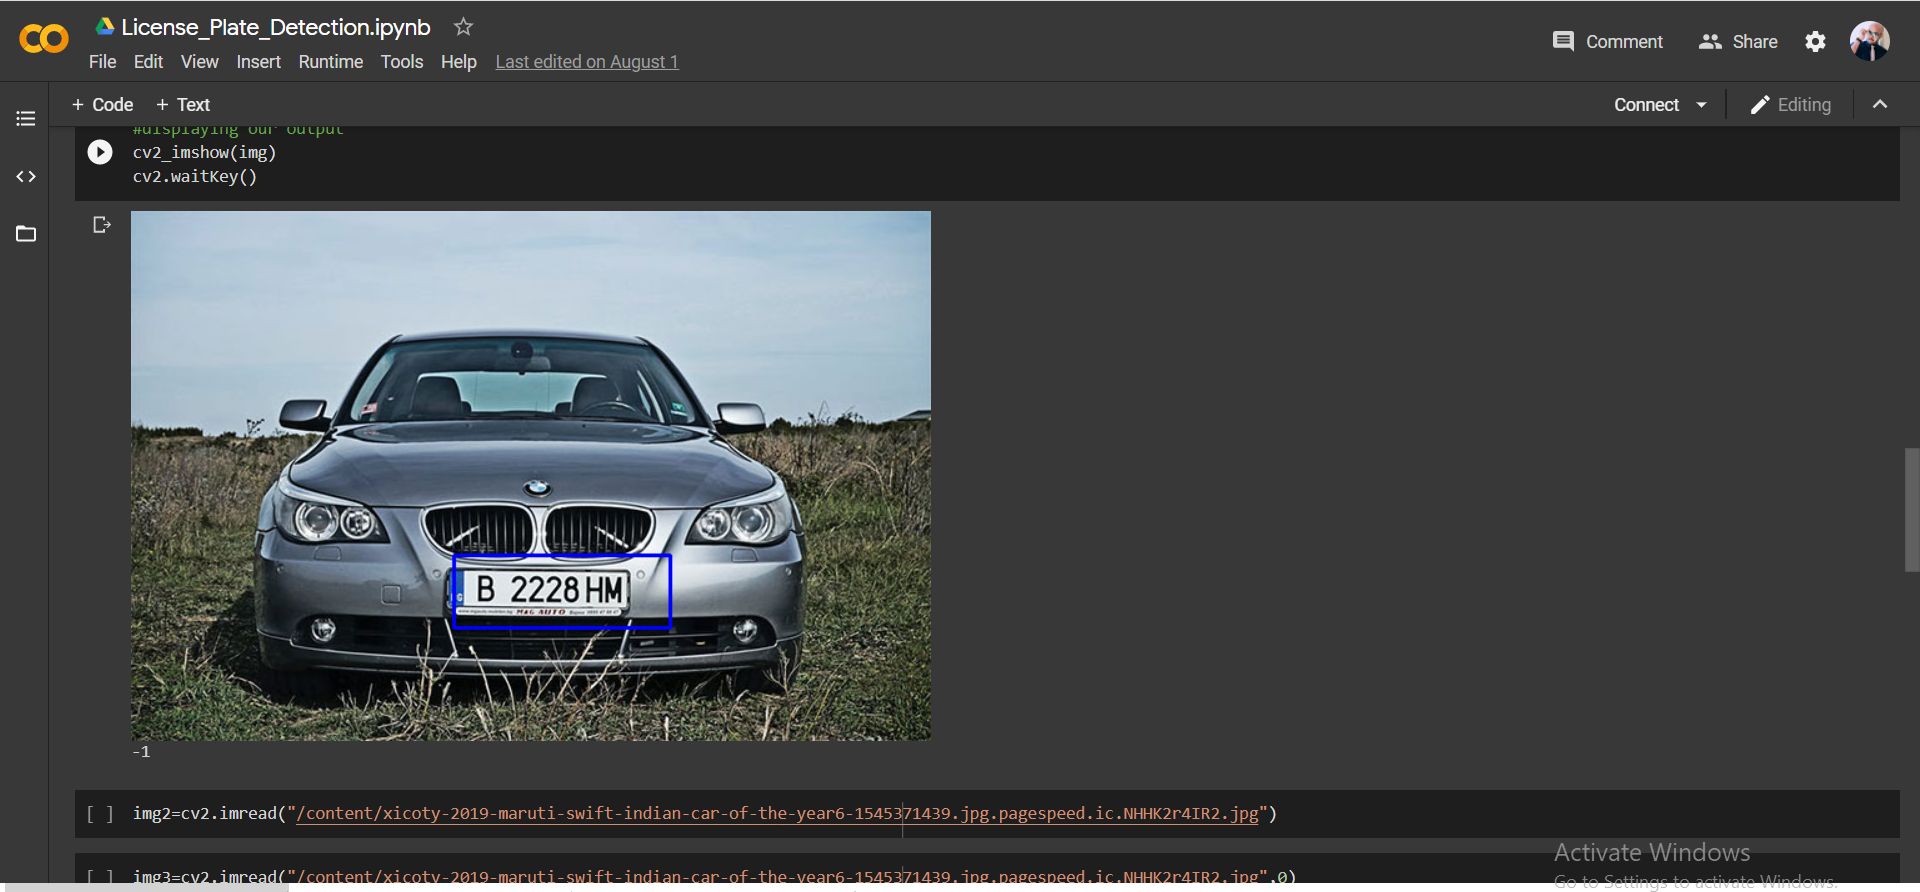 License_Plate_Detection.ipynb
File Edit View Insert Runtime Tools Help Last edited on August 1
Comment Share
+ Code + Text
Connect Editing
#displaying our output
cv2_imshow(img)
cv2.waitKey()
B 2228 HM
M&G AUTO
-1
[ ] img2=cv2.imread("/content/xicoty-2019-maruti-swift-indian-car-of-the-year6-1545371439.jpg.pagespeed.ic.NHHK2r4IR2.jpg")
[ ] img3=cv2.imread("/content/xicoty-2019-maruti-swift-indian-car-of-the-year6-1545371439.jpg.pagespeed.ic.NHHK2r4IR2.jpg",0)
Activate Windows
Go to Settings to activate Windows.